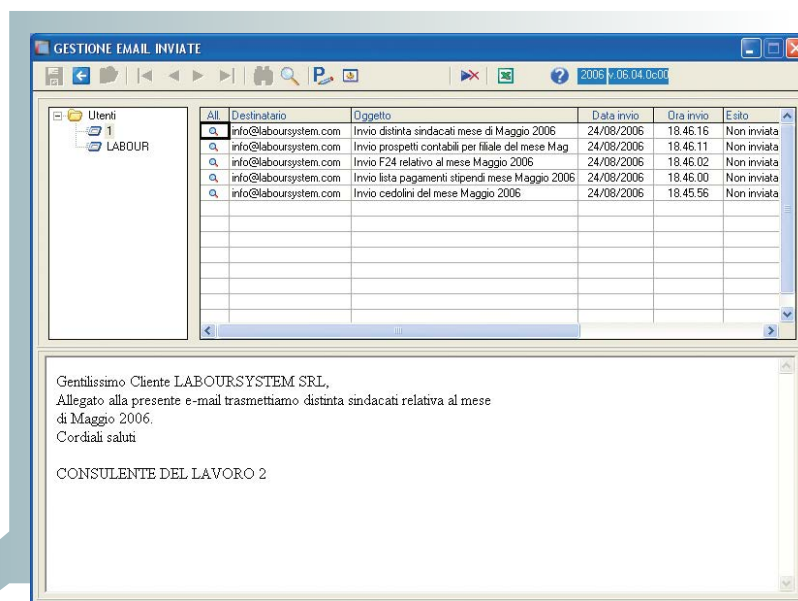 GESTIONE EMAIL INVIATE
2006 v.06.04.0c00
Utenti
1
LABOUR
All. Destinatario Oggetto Data invio Ora invio Esito
info@laboursystem.com Invio distinta sindacati mese di Maggio 2006 24/08/2006 18.46.16 Non inviata
info@laboursystem.com Invio prospetti contabili per filiale del mese Mag 24/08/2006 18.46.11 Non inviata
info@laboursystem.com Invio F24 relativo al mese Maggio 2006 24/08/2006 18.46.02 Non inviata
info@laboursystem.com Invio lista pagamenti stipendi mese Maggio 2006 24/08/2006 18.46.00 Non inviata
info@laboursystem.com Invio cedolini del mese Maggio 2006 24/08/2006 18.45.56 Non inviata
Gentilissimo Cliente LABOURSYSTEM SRL,
Allegato alla presente e-mail trasmettiamo distinta sindacati relativa al mese
di Maggio 2006.
Cordiali saluti
CONSULENTE DEL LAVORO 2